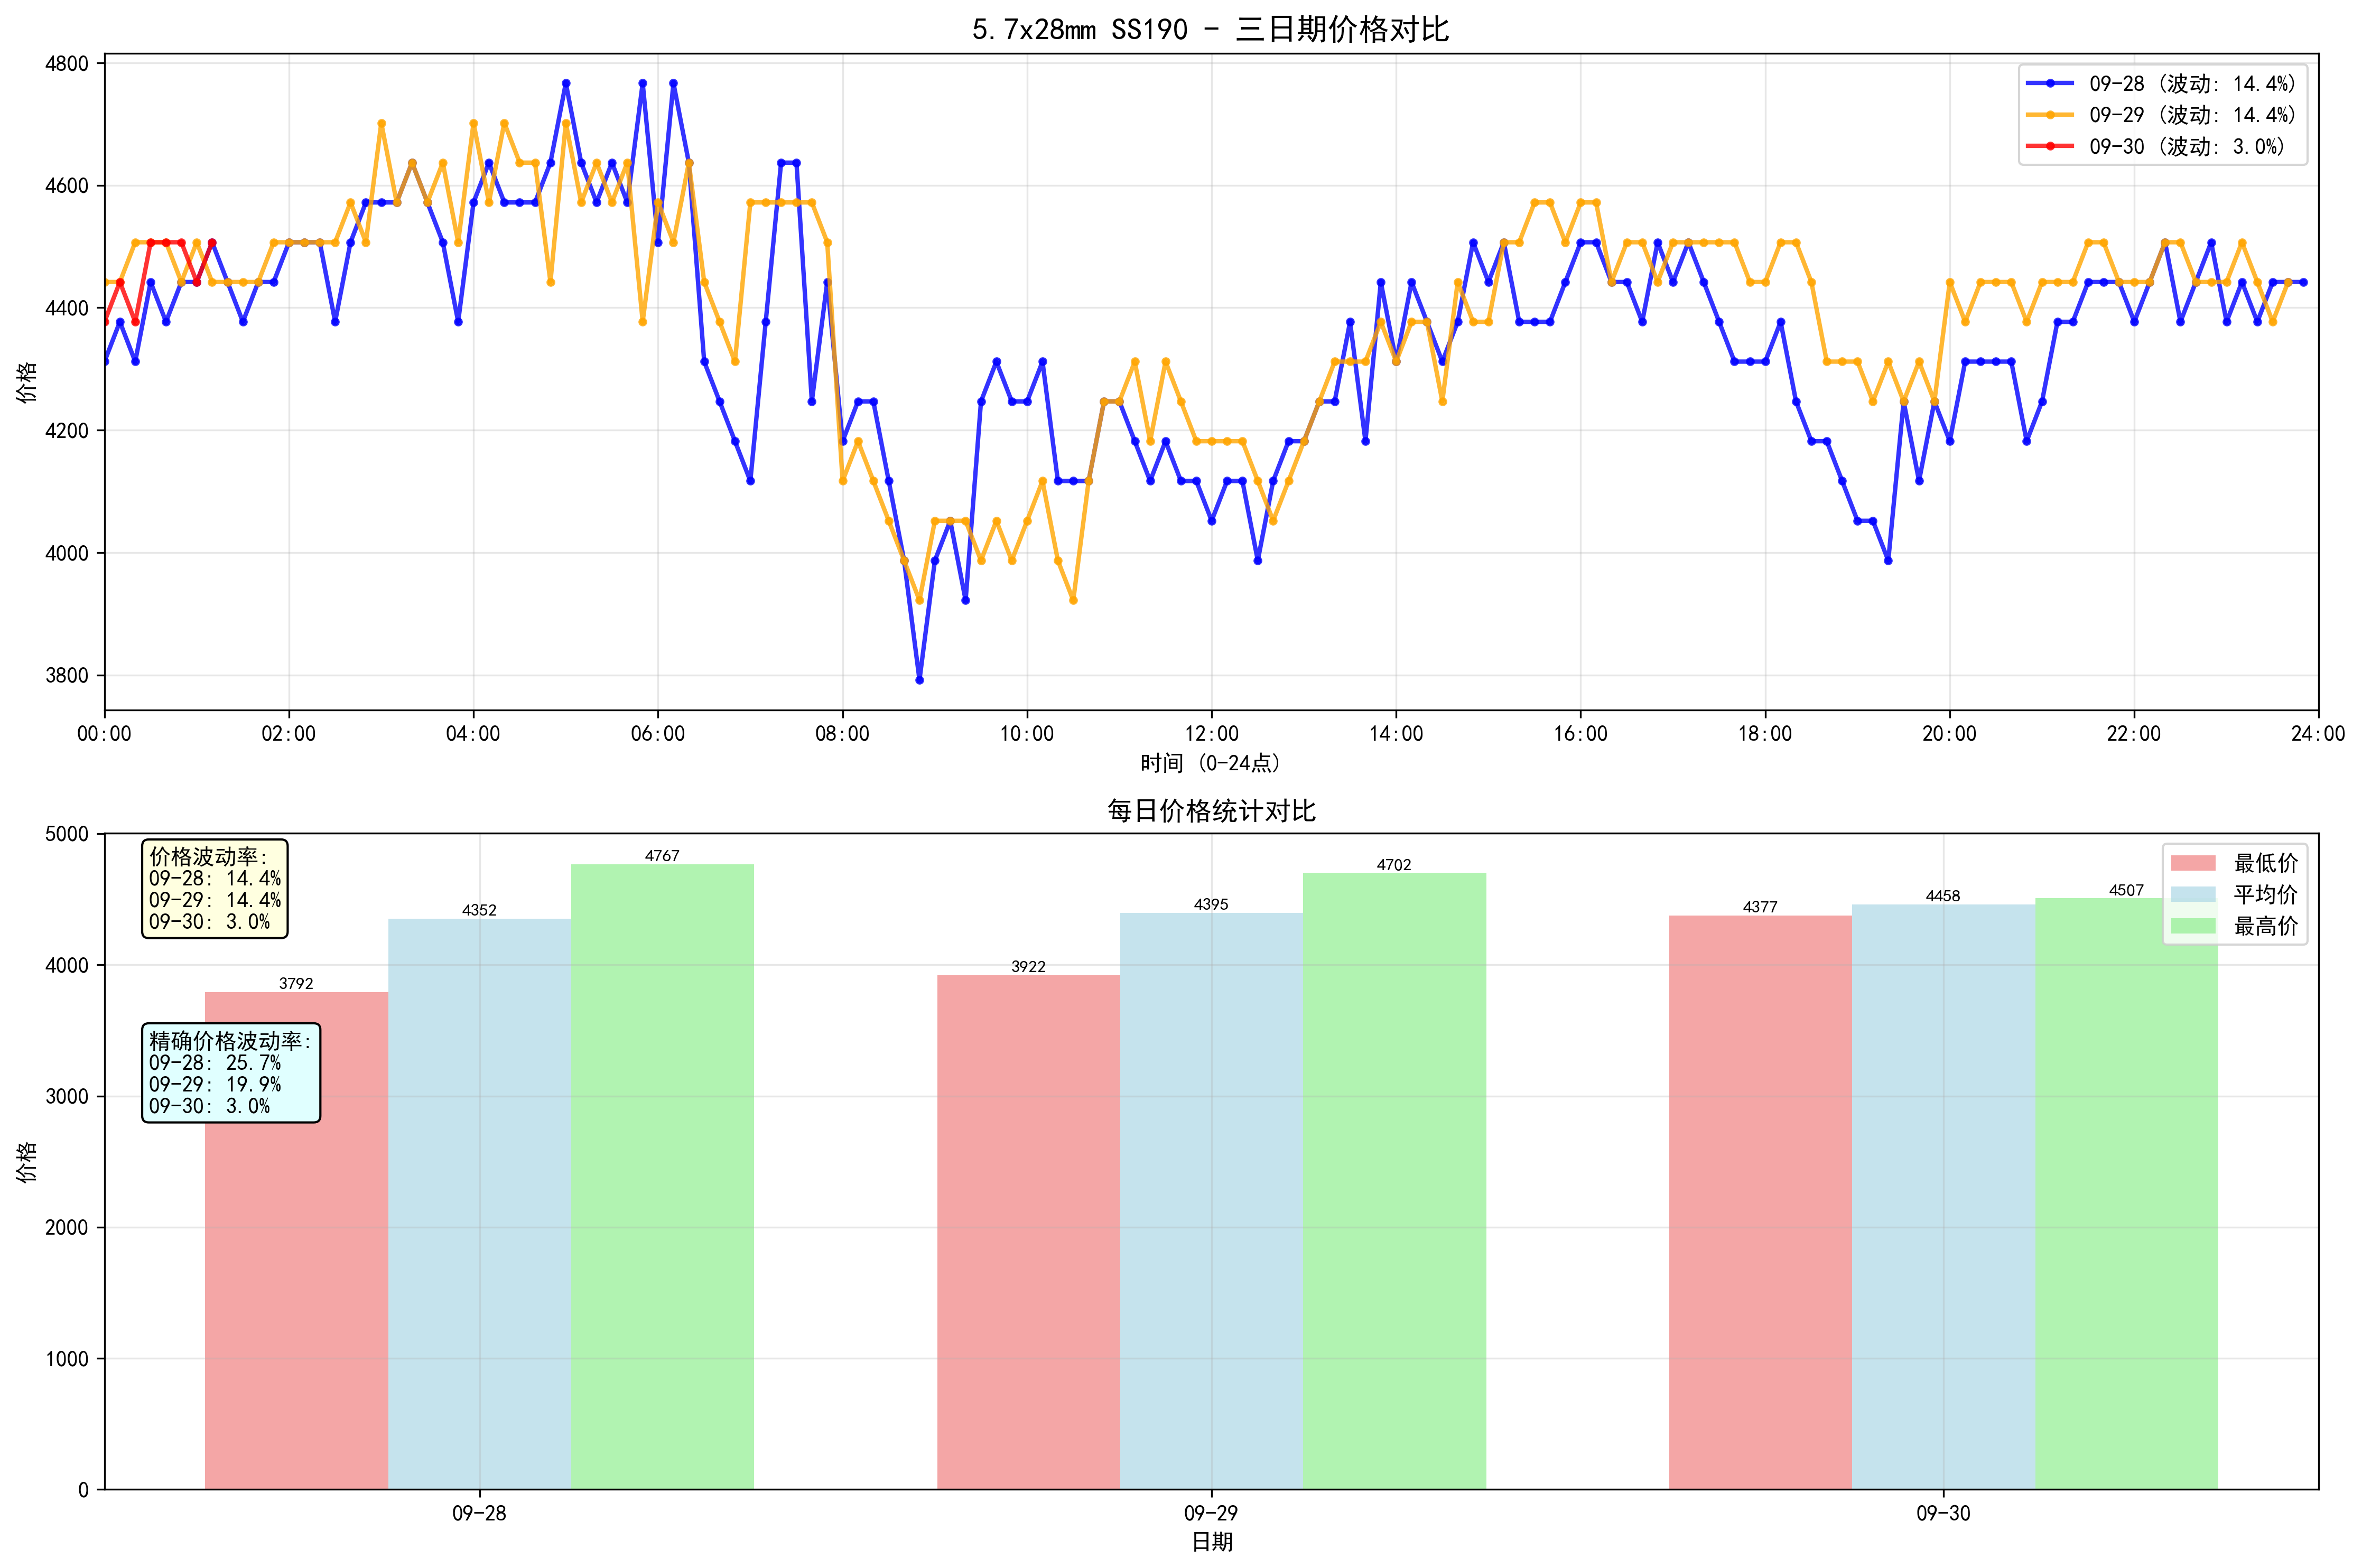 5.7x28mm SS190 - 三日期价格对比
09-28 (波动: 14.4%)
09-29 (波动: 14.4%)
09-30 (波动: 3.0%)
价格
4800
4600
4400
4200
4000
3800
00:00 02:00 04:00 06:00 08:00 10:00 12:00 14:00 16:00 18:00 20:00 22:00 24:00
时间 (0-24点)
每日价格统计对比
价格波动率:
09-28: 14.4%
09-29: 14.4%
09-30: 3.0%
精确价格波动率:
09-28: 25.7%
09-29: 19.9%
09-30: 3.0%
最低价
平均价
最高价
价格
5000
4000
3000
2000
1000
0
3792 4352 4767
3922 4395 4702
4377 4458 4507
09-28 09-29 09-30
日期